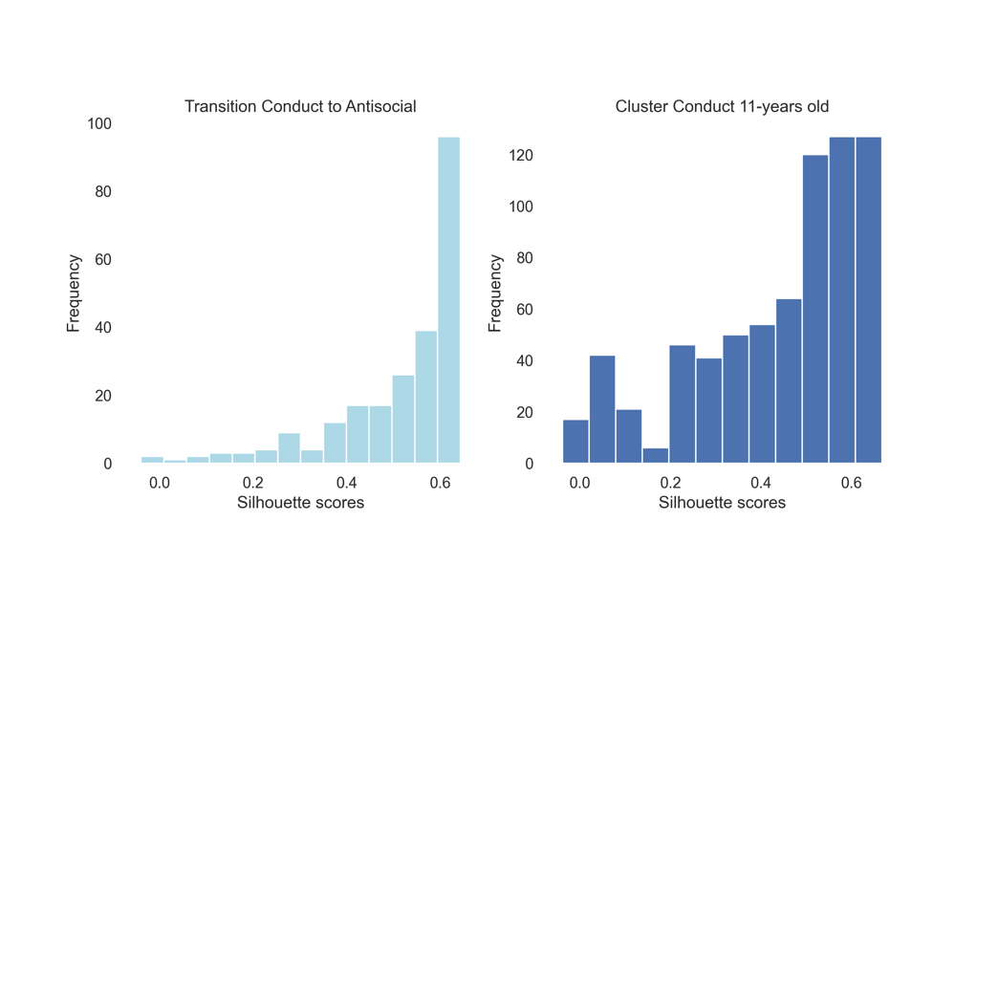 Transition Conduct to Antisocial
100
80
60
40
20
0
Frequency
0.0 0.2 0.4 0.6
Silhouette scores
Cluster Conduct 11-years old
120
100
80
60
40
20
0
Frequency
0.0 0.2 0.4 0.6
Silhouette scores